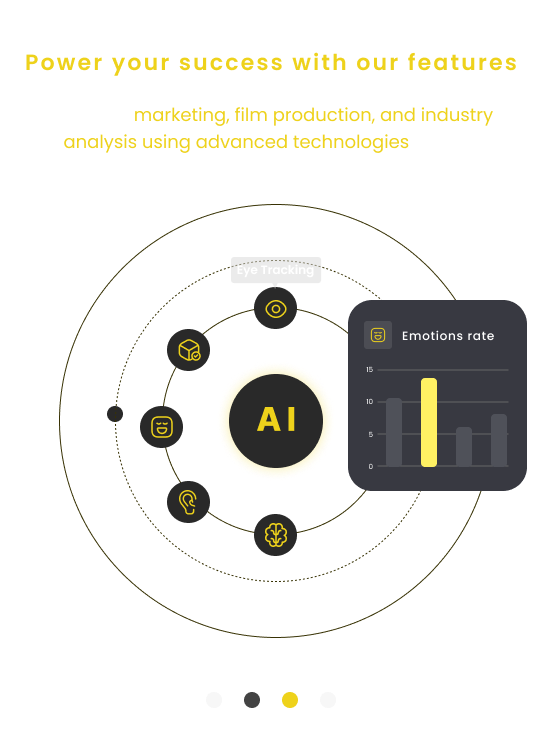 Power your success with our features
marketing, film production, and industry
analysis using advanced technologies
Eye Tracking
AI
Emotions rate
15
10
5
0